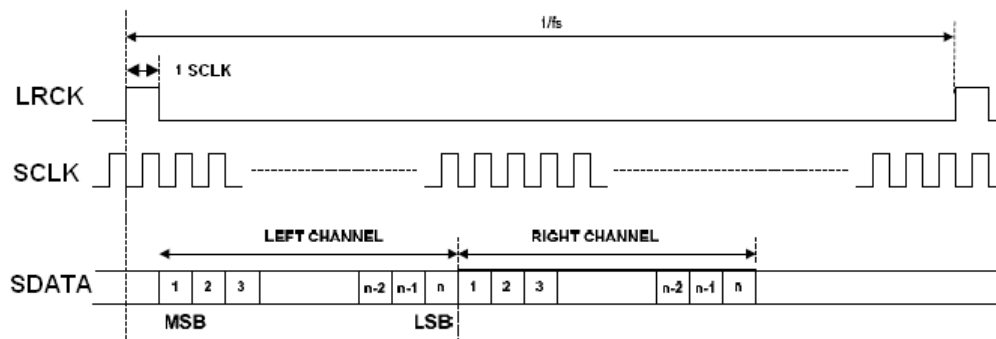 1/fs
1 SCLK
LRCK
SCLK
LEFT CHANNEL RIGHT CHANNEL
SDATA 1 2 3 n-2 n-1 n 1 2 3 n-2 n-1 n
MSB LSB